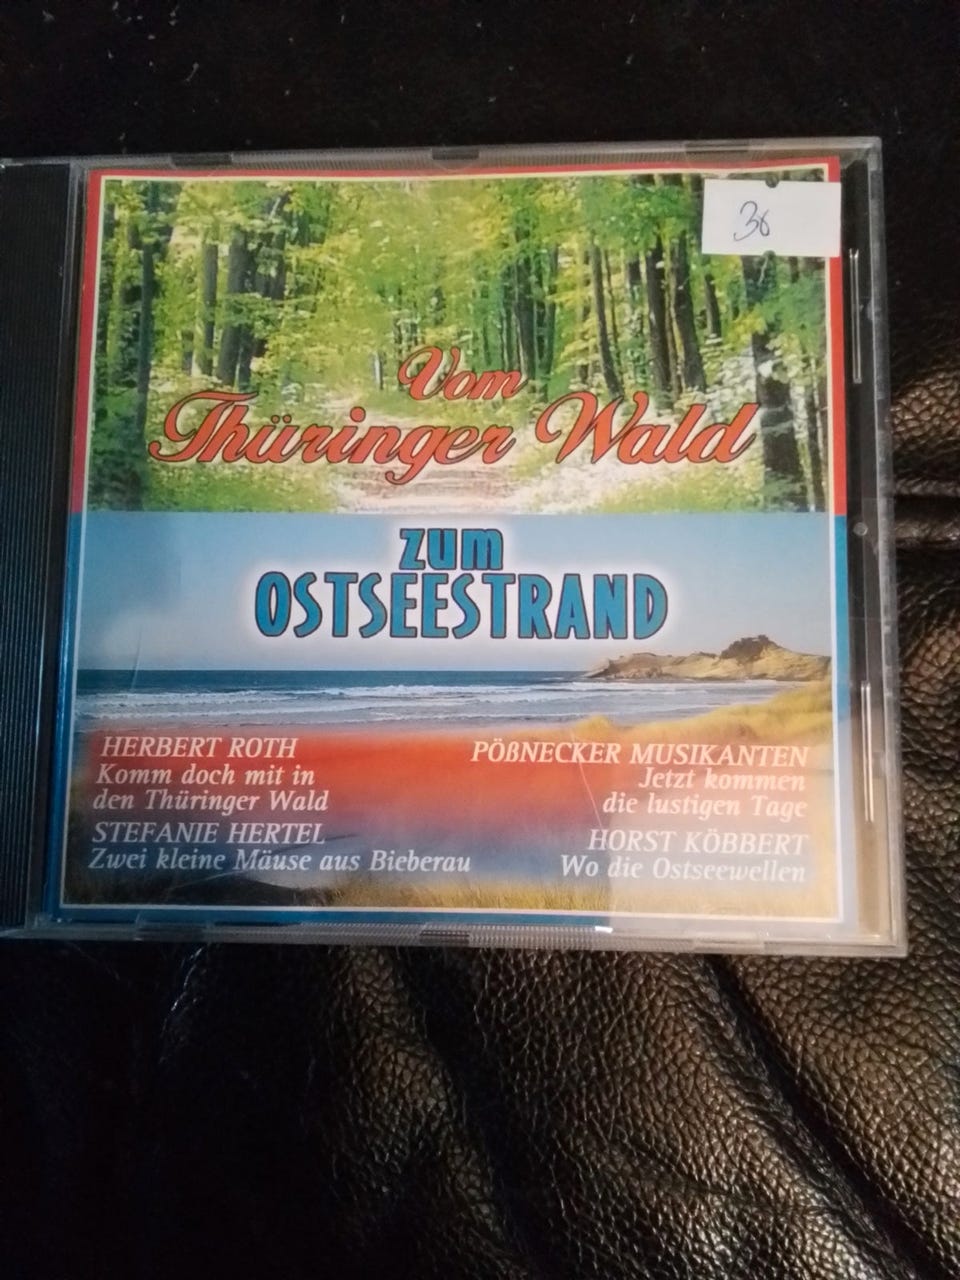 38
Vom
Thüringer Wald
zum
OSTSEESTRAND
HERBERT ROTH
Komm doch mit in
den Thüringer Wald
STEFANIE HERTEL
Zwei kleine Mäuse aus Bieberau
PÖßNECKER MUSIKANTEN
Jetzt kommen
die lustigen Tage
HORST KÖBBERT
Wo die Ostseewellen